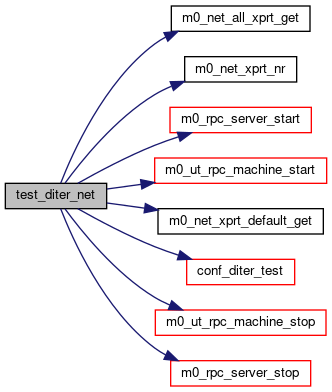 m0_net_all_xprt_get
m0_net_xprt_nr
m0_rpc_server_start
m0_ut_rpc_machine_start
test_diter_net
m0_net_xprt_default_get
conf_diter_test
m0_ut_rpc_machine_stop
m0_rpc_server_stop